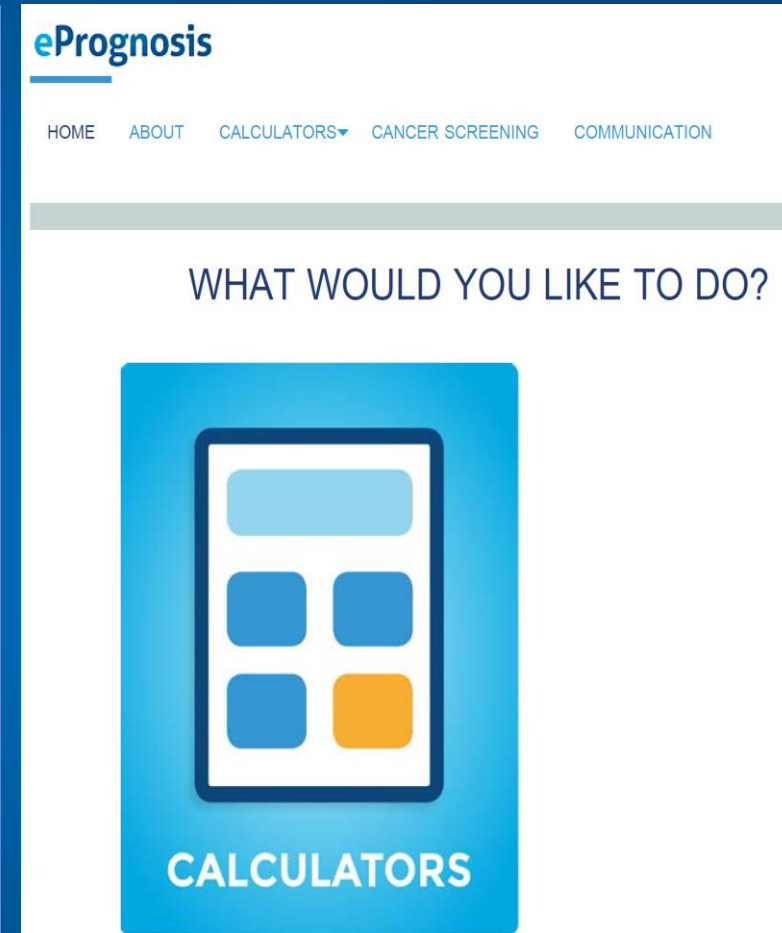 ePrognosis
HOME ABOUT CALCULATORS▾ CANCER SCREENING COMMUNICATION
WHAT WOULD YOU LIKE TO DO?
CALCULATORS